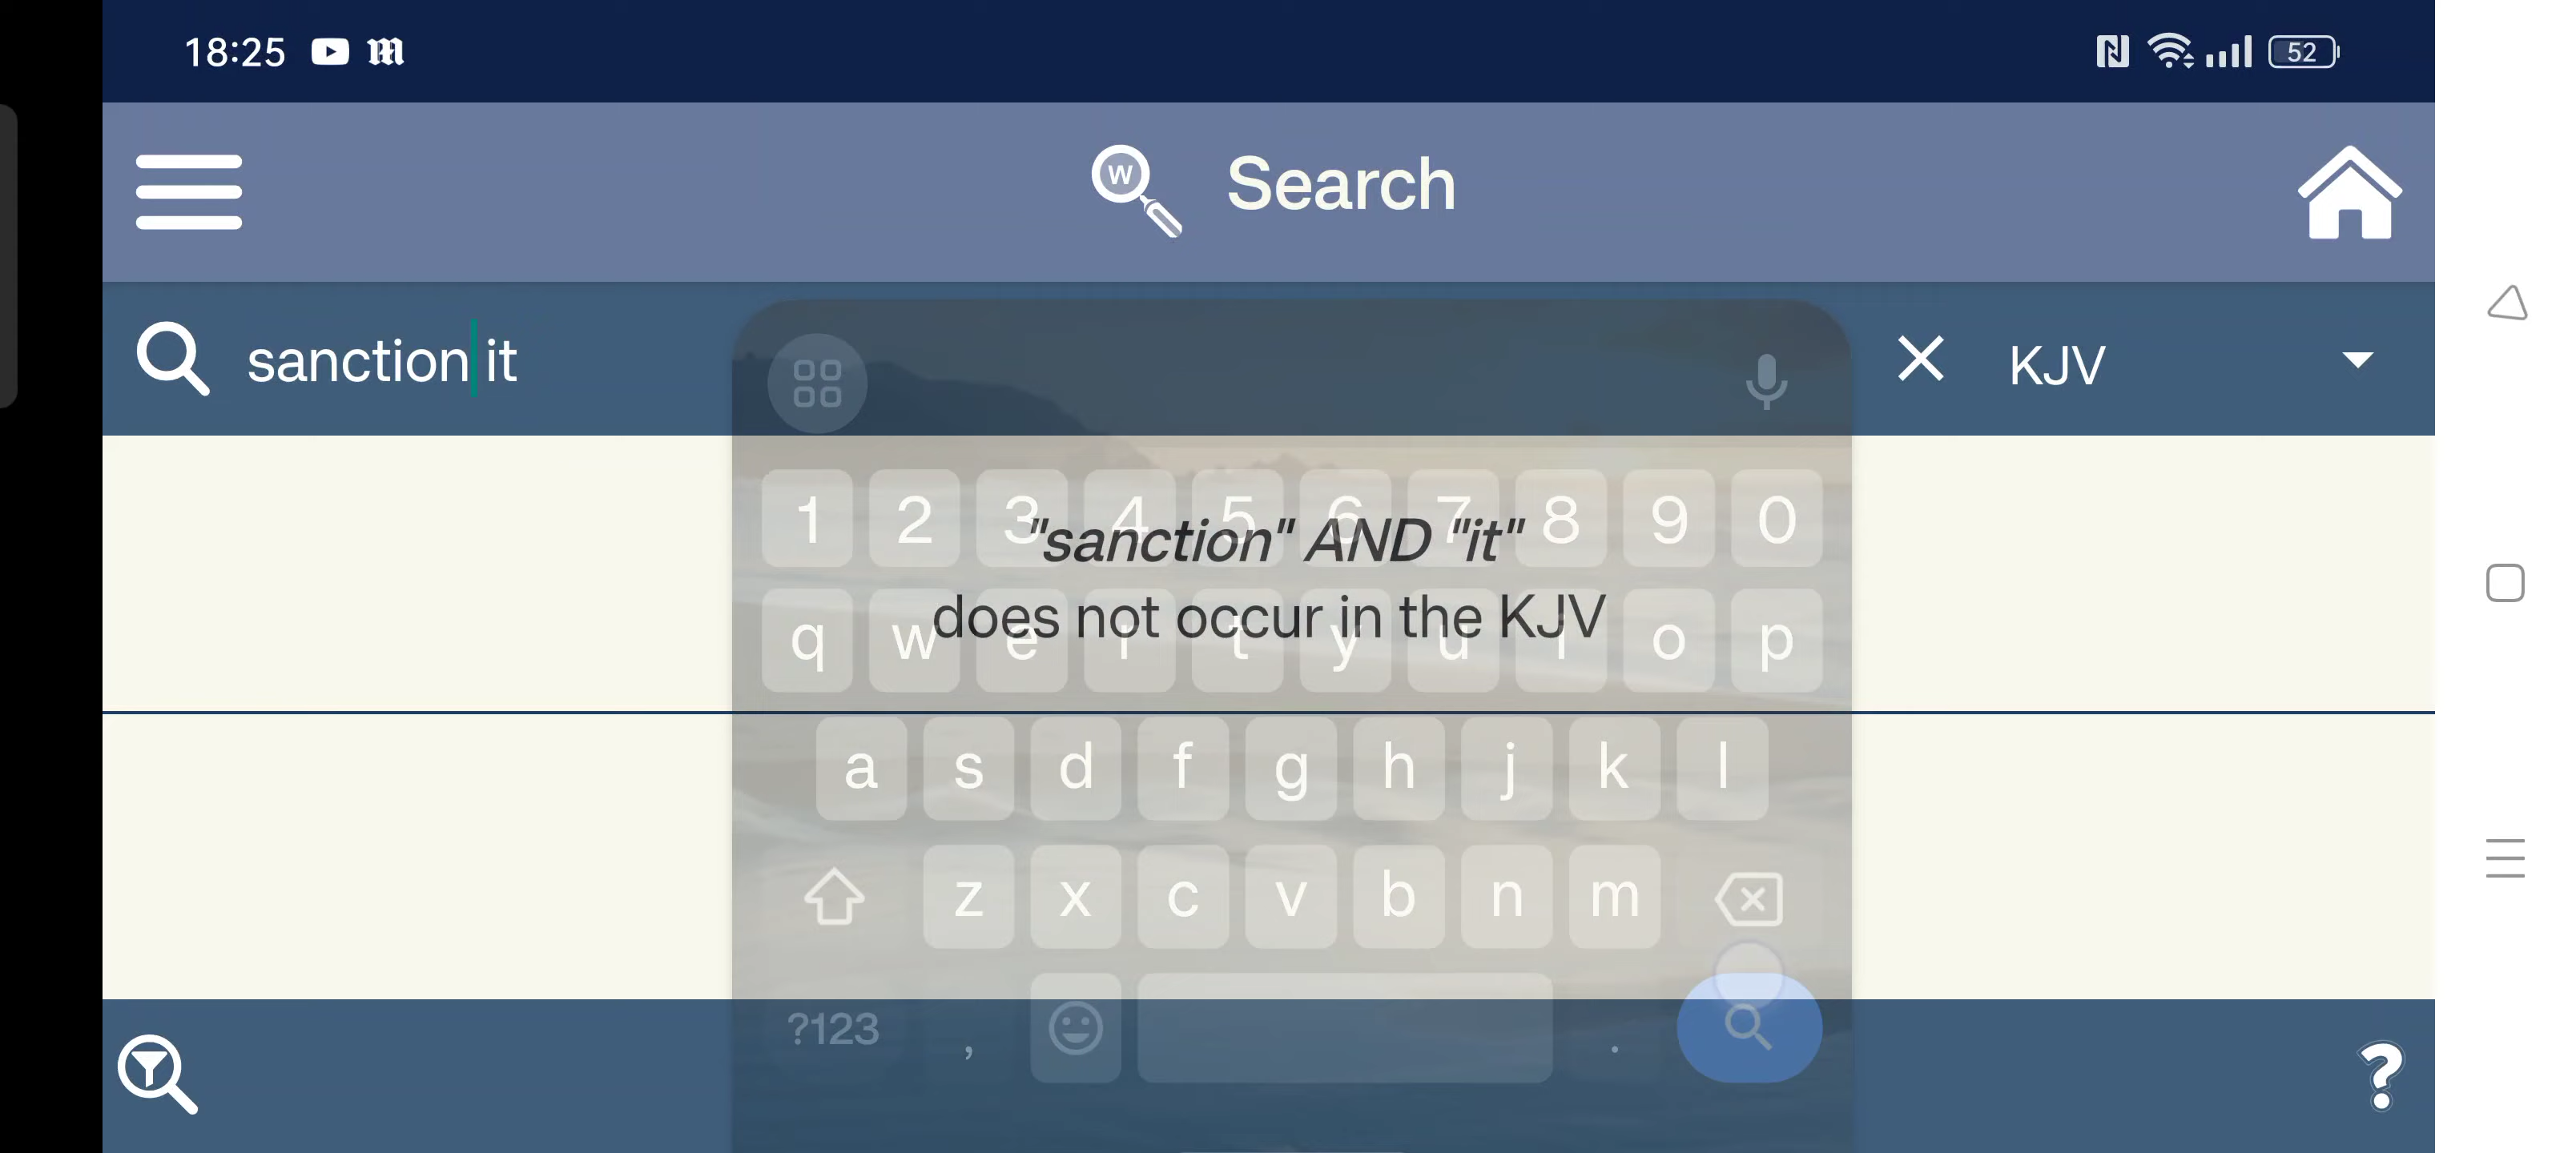 18:25
52
W Search
sanction it
KJV
"sanction" AND "it"
does not occur in the KJV
1 2 3 4 5 6 7 8 9 0
q w e r t y u i o p
a s d f g h j k l
z x c v b n m
?123 , .
?